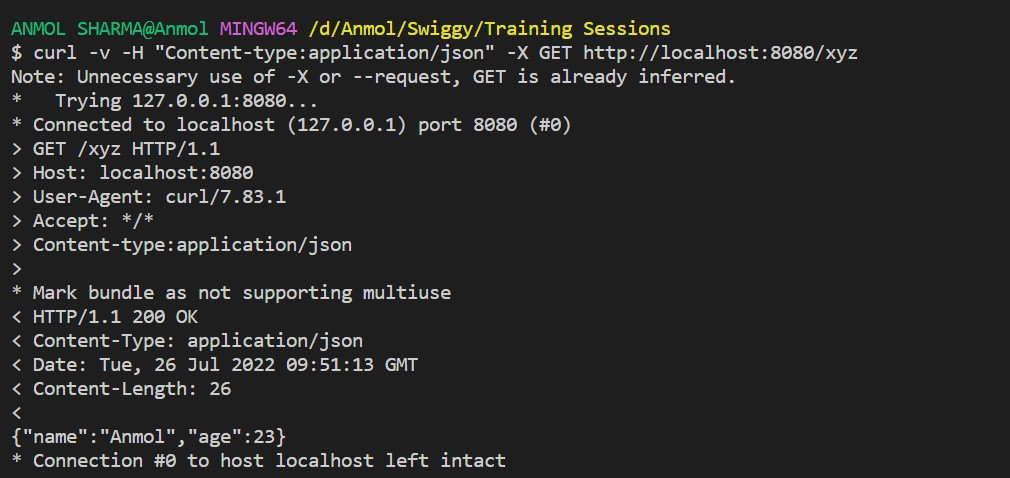 ANMOL SHARMA@Anmol MINGW64 /d/Anmol/Swiggy/Training Sessions
$ curl -v -H "Content-type:application/json" -X GET http://localhost:8080/xyz
Note: Unnecessary use of -X or --request, GET is already inferred.
*   Trying 127.0.0.1:8080...
* Connected to localhost (127.0.0.1) port 8080 (#0)
> GET /xyz HTTP/1.1
> Host: localhost:8080
> User-Agent: curl/7.83.1
> Accept: */*
> Content-type:application/json
>
* Mark bundle as not supporting multiuse
< HTTP/1.1 200 OK
< Content-Type: application/json
< Date: Tue, 26 Jul 2022 09:51:13 GMT
< Content-Length: 26
<
{"name":"Anmol","age":23}
* Connection #0 to host localhost left intact